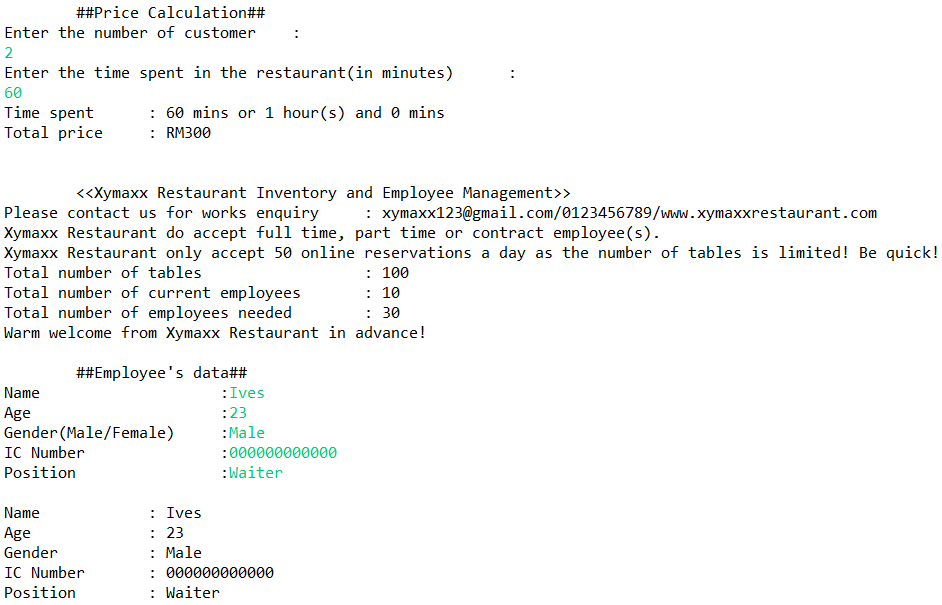 ##Price Calculation##
Enter the number of customer    :
2
Enter the time spent in the restaurant(in minutes)      :
60
Time spent      : 60 mins or 1 hour(s) and 0 mins
Total price     : RM300
<<Xymaxx Restaurant Inventory and Employee Management>>
Please contact us for works enquiry     : xymaxx123@gmail.com/0123456789/www.xymaxxrestaurant.com
Xymaxx Restaurant do accept full time, part time or contract employee(s).
Xymaxx Restaurant only accept 50 online reservations a day as the number of tables is limited! Be quick!
Total number of tables                  : 100
Total number of current employees       : 10
Total number of employees needed        : 30
Warm welcome from Xymaxx Restaurant in advance!
##Employee's data##
Name                    :Ives
Age                     :23
Gender(Male/Female)     :Male
IC Number               :000000000000
Position                :Waiter
Name            : Ives
Age             : 23
Gender          : Male
IC Number       : 000000000000
Position        : Waiter